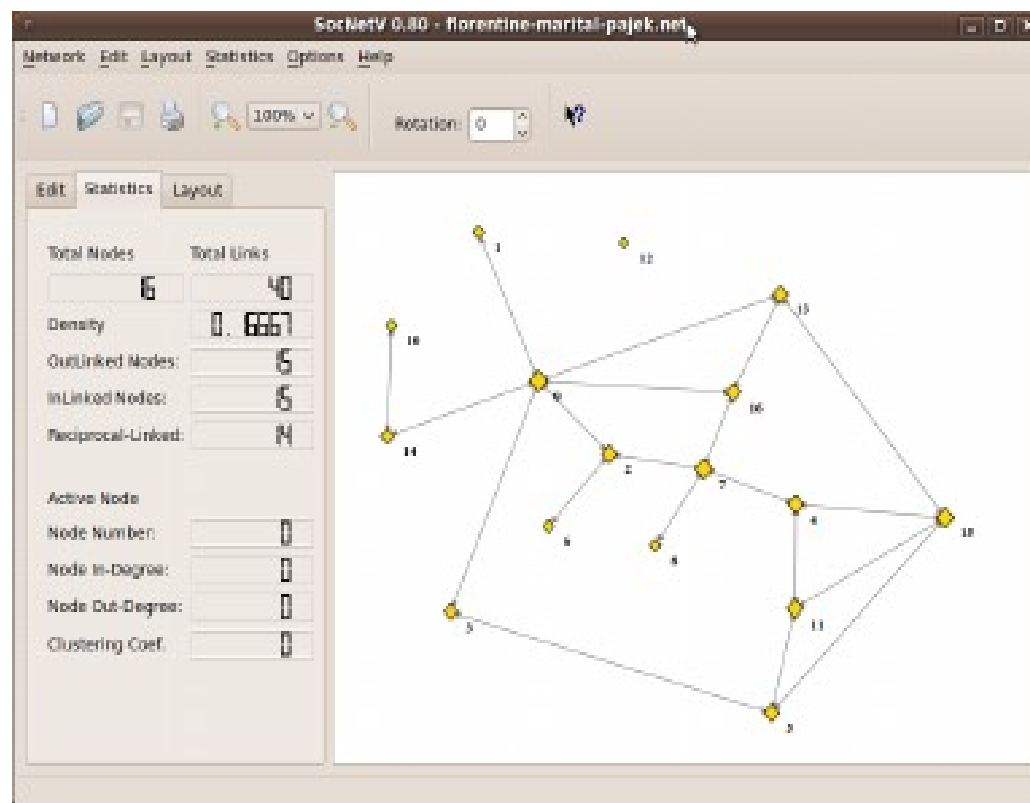 SocNetV 0.80 - florentine-marital-pajek.net
Network Edit Layout Statistics Options Help
100%
Rotation: 0
Edit Statistics Layout
Total Nodes Total Links
16 40
Density 0.6667
OutLinked Nodes: 15
InLinked Nodes: 15
Reciprocal-Linked: 14
Active Node
Node Number: 0
Node In-Degree: 0
Node Out-Degree: 0
Clustering Coef. 0
1
12
13
10
9
16
14
2
7
6
4
15
8
11
3
5